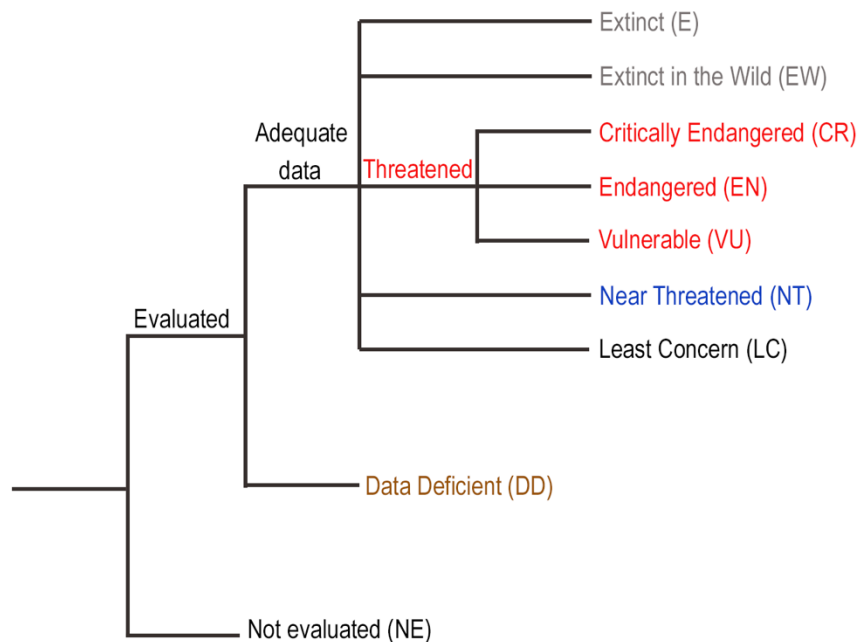 Extinct (E)
Extinct in the Wild (EW)
Adequate
data
Threatened
Critically Endangered (CR)
Endangered (EN)
Vulnerable (VU)
Near Threatened (NT)
Evaluated
Least Concern (LC)
Data Deficient (DD)
Not evaluated (NE)